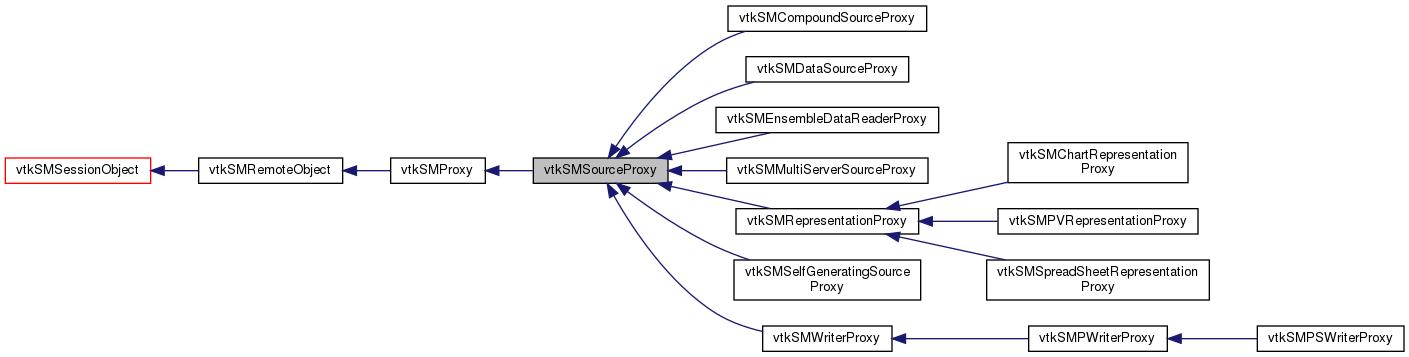 vtkSMCompoundSourceProxy
vtkSMDataSourceProxy
vtkSMEnsembleDataReaderProxy
vtkSMChartRepresentation
Proxy
vtkSMSessionObject
vtkSMRemoteObject
vtkSMProxy
vtkSMSourceProxy
vtkSMMultiServerSourceProxy
vtkSMRepresentationProxy
vtkSMPVRepresentationProxy
vtkSMSelfGeneratingSource
Proxy
vtkSMSpreadSheetRepresentation
Proxy
vtkSMWriterProxy
vtkSMPWriterProxy
vtkSMPSWriterProxy